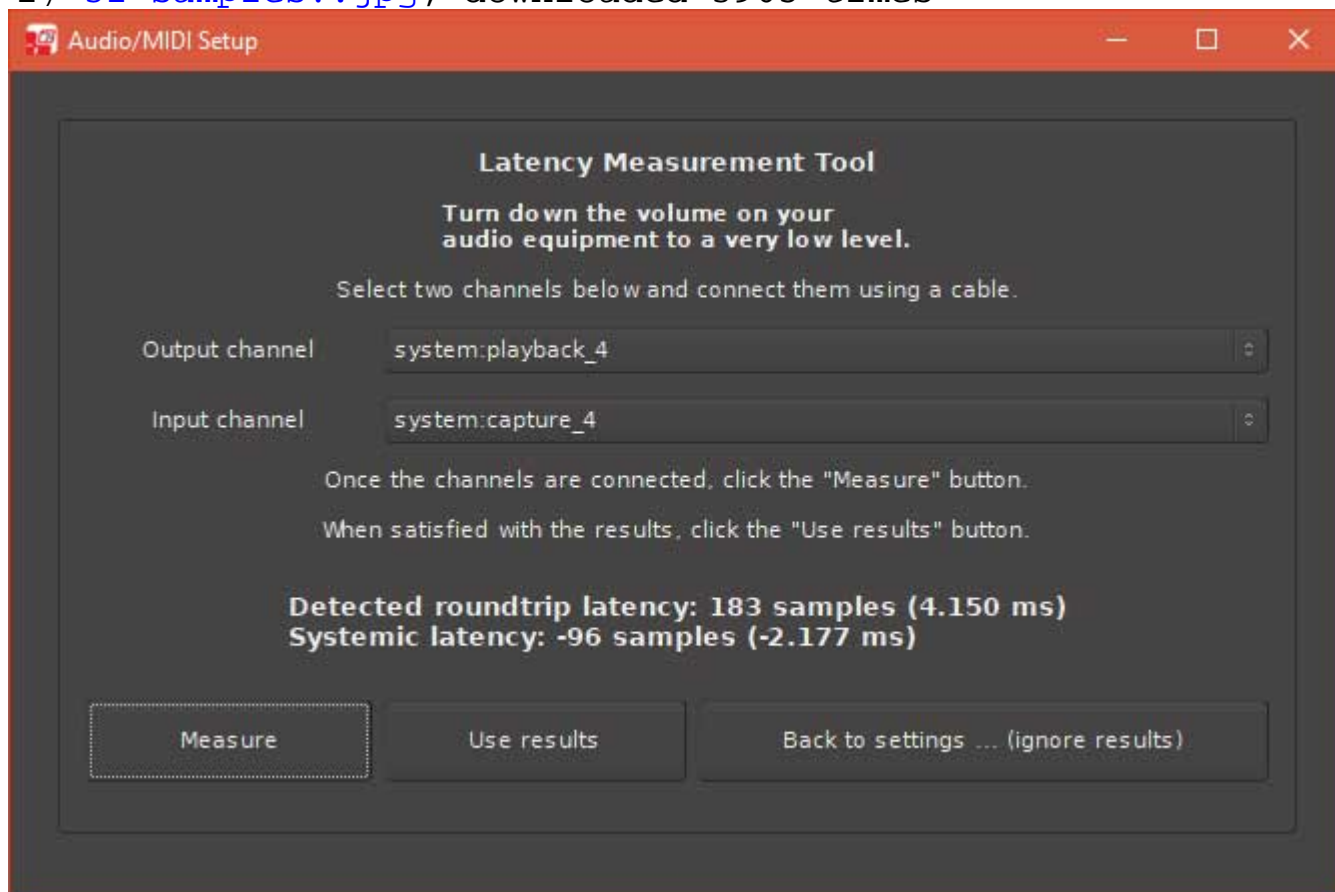 Audio/MIDI Setup
Latency Measurement Tool
Turn down the volume on your
audio equipment to a very low level.
Select two channels below and connect them using a cable.
Output channel system:playback_4
Input channel system:capture_4
Once the channels are connected, click the "Measure" button.
When satisfied with the results, click the "Use results" button.
Detected roundtrip latency: 183 samples (4.150 ms)
Systemic latency: -96 samples (-2.177 ms)
Measure Use results Back to settings ... (ignore results)